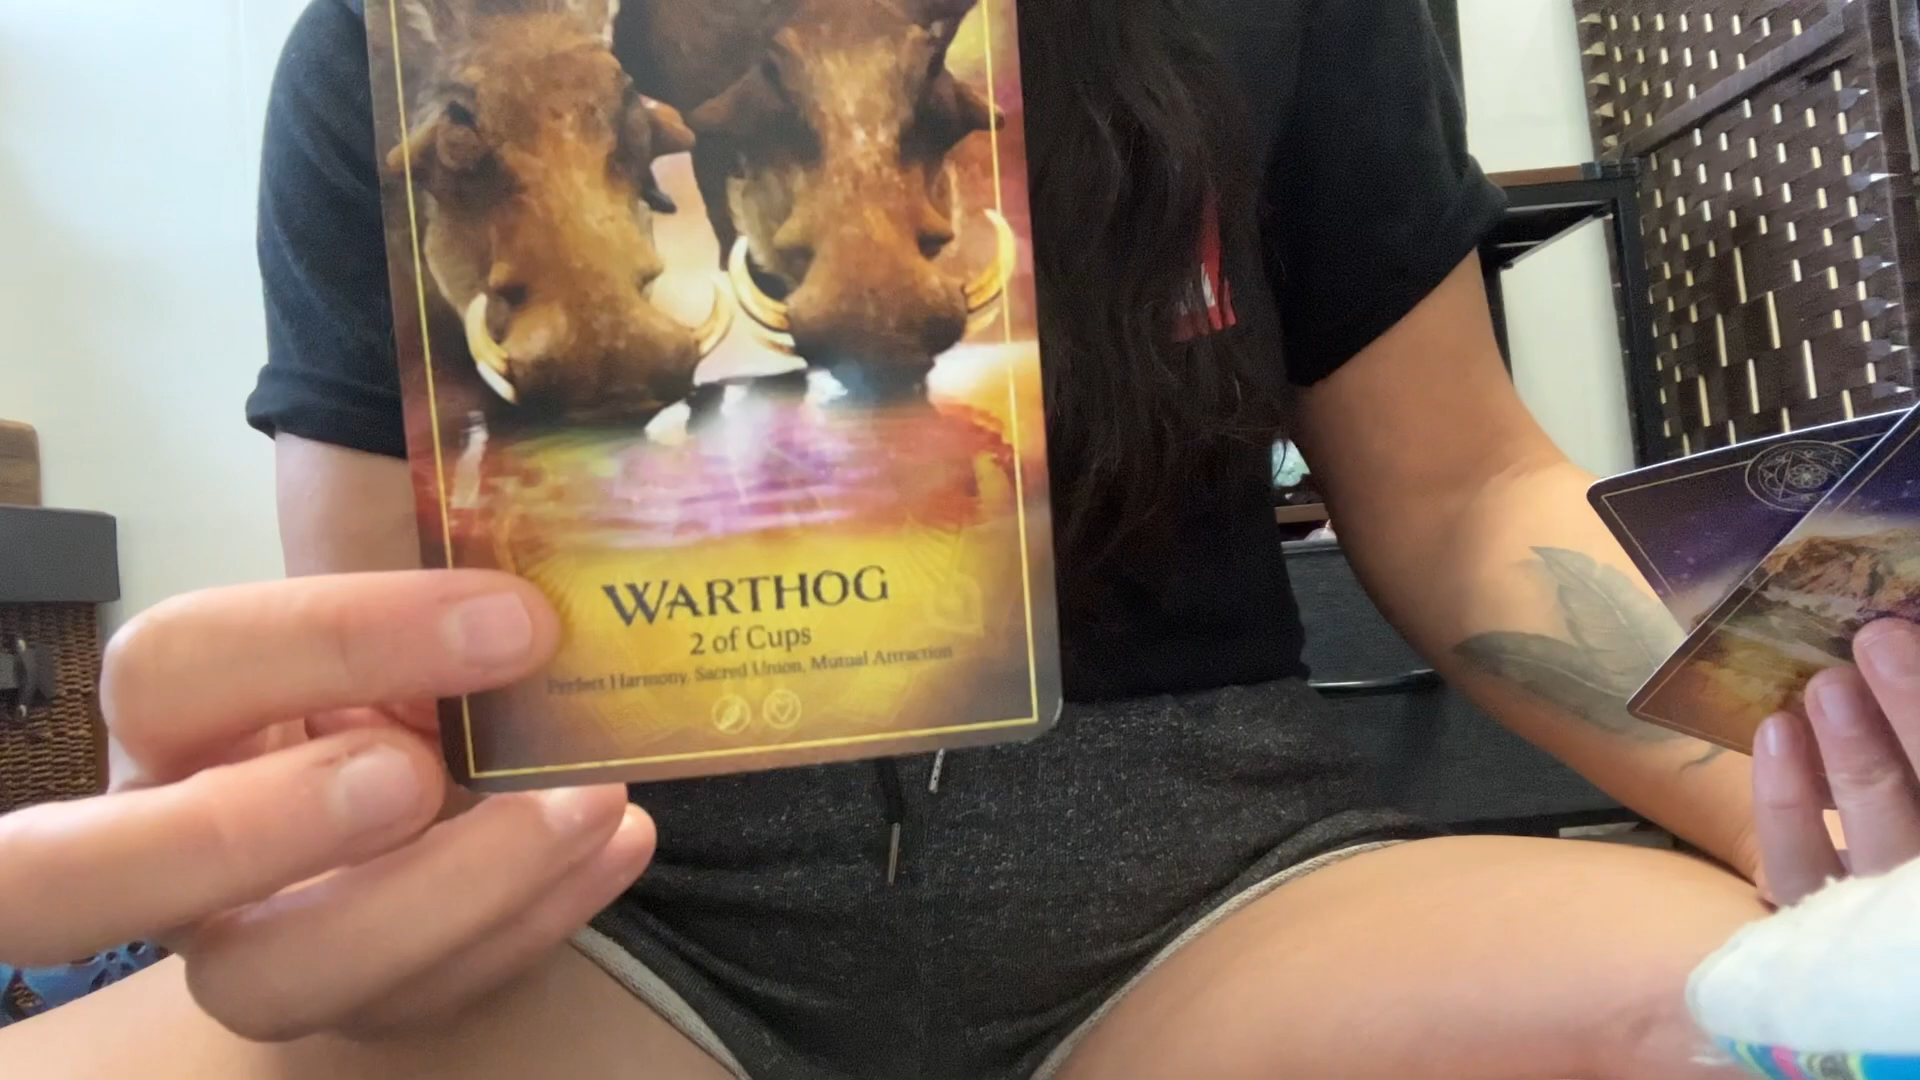 WARTHOG
2 of Cups
Perfect Harmony, Sacred Union, Mutual Attraction